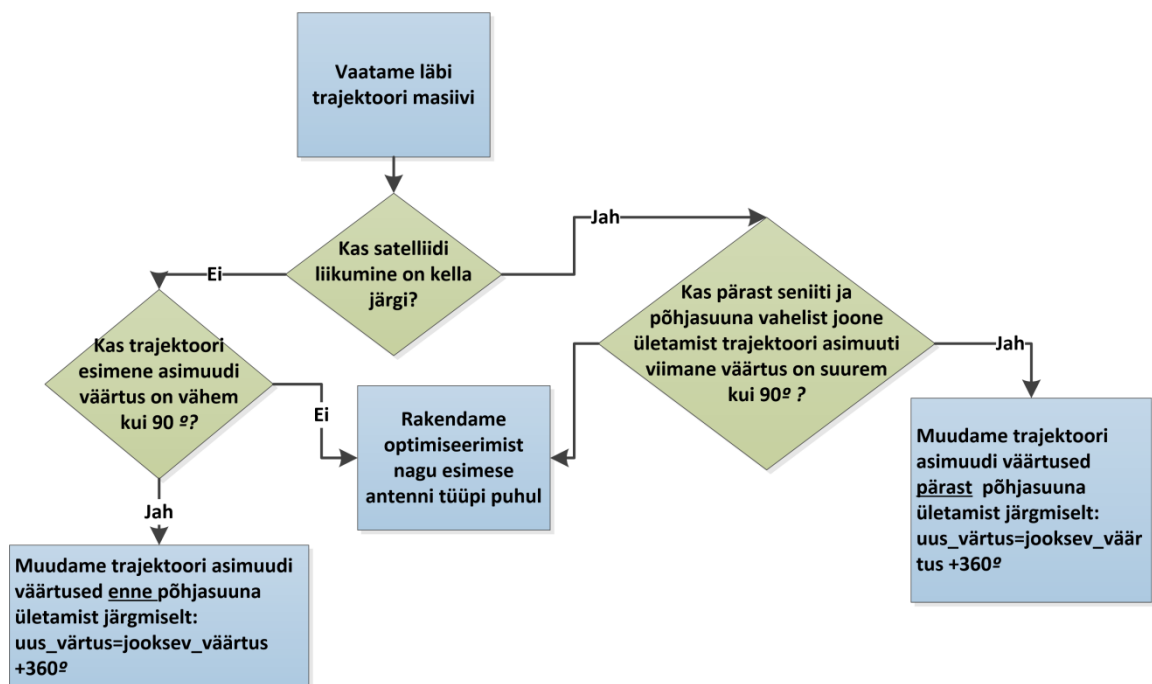 Vaatame läbi
trajektoori masiivi
Kas satelliidi
liikumine on kella
järgi?
Ei
Jah
Kas trajektoori
esimene asimuudi
väärtus on vähem
kui 90 º?
Kas pärast seniiti ja
põhjasuuna vahelist joone
ületamist trajektoori asimuuti
viimane väärtus on suurem
kui 90º ?
Ei
Jah
Rakendame
optimiseerimist
nagu esimese
antenni tüüpi puhul
Jah
Muudame trajektoori asimuudi
väärtused enne põhjasuuna
ületamist järgmiselt:
uus_värtus=jooksev_väärtus
+360º
Muudame trajektoori
asimuudi väärtused
pärast põhjasuuna
ületamist järgmiselt:
uus_värtus=jooksev_väär
tus +360º